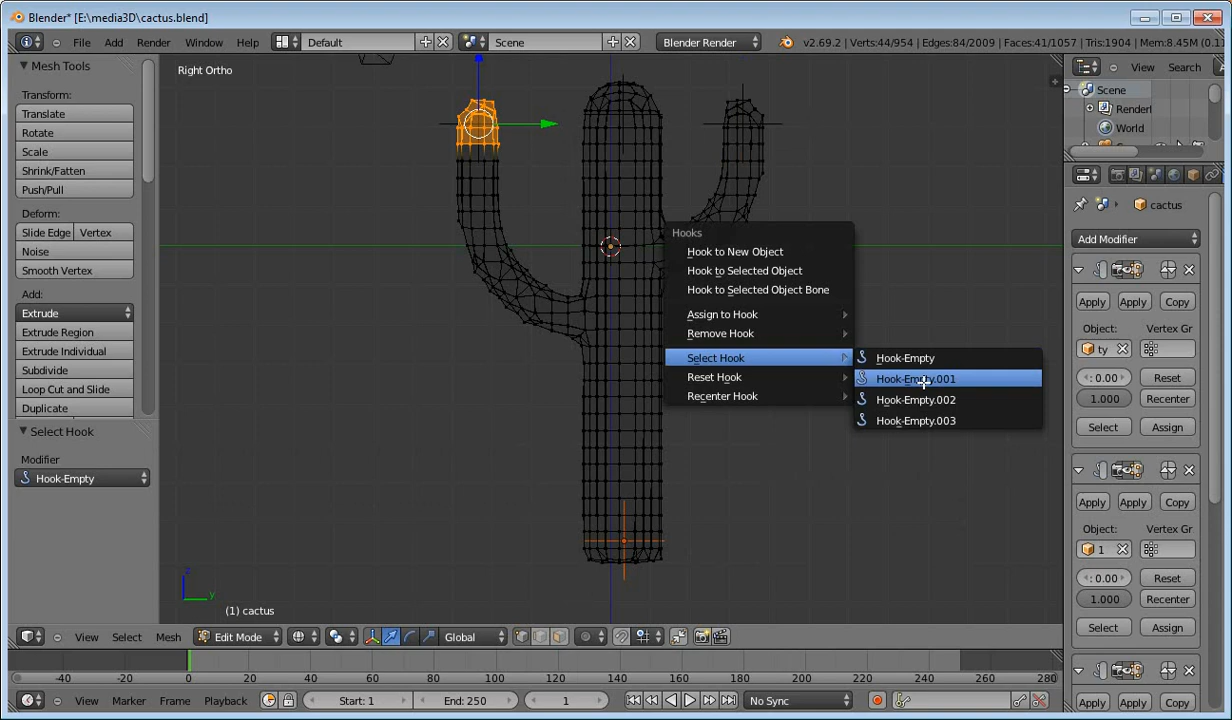 Blender* [E:\media3D\cactus.blend]
File Add Render Window Help Default Scene Blender Render v2.69.2 | Verts:44/954 | Edges:84/2009 | Faces:41/1057 | Tris:1904 | Mem:8.45M
Mesh Tools
Transform:
Translate
Rotate
Scale
Shrink/Fatten
Push/Pull
Deform:
Slide Edge Vertex
Noise
Smooth Vertex
Add:
Extrude
Extrude Region
Extrude Individual
Subdivide
Loop Cut and Slide
Duplicate
Select Hook
Modifier
Hook-Empty
Right Ortho
z
y
(1) cactus
Hooks
Hook to New Object
Hook to Selected Object
Hook to Selected Object Bone
Assign to Hook
Remove Hook
Select Hook
Reset Hook
Recenter Hook
Hook-Empty
Hook-Empty.001
Hook-Empty.002
Hook-Empty.003
View Search
Scene
Renderl
World
cactus
Add Modifier
Apply Apply Copy
Object: Vertex Gr
ty
: 0.00 Reset
1.000 Recenter
Select Assign
Apply Apply Copy
Object: Vertex Gr
1
: 0.00 Reset
1.000 Recenter
Select Assign
Apply Apply Copy
View Select Mesh Edit Mode Global
-40 -20 0 20 40 60 80 100 120 140 160 180 200 220 240 260 280
View Marker Frame Playback Start: 1 End: 250 1 No Sync